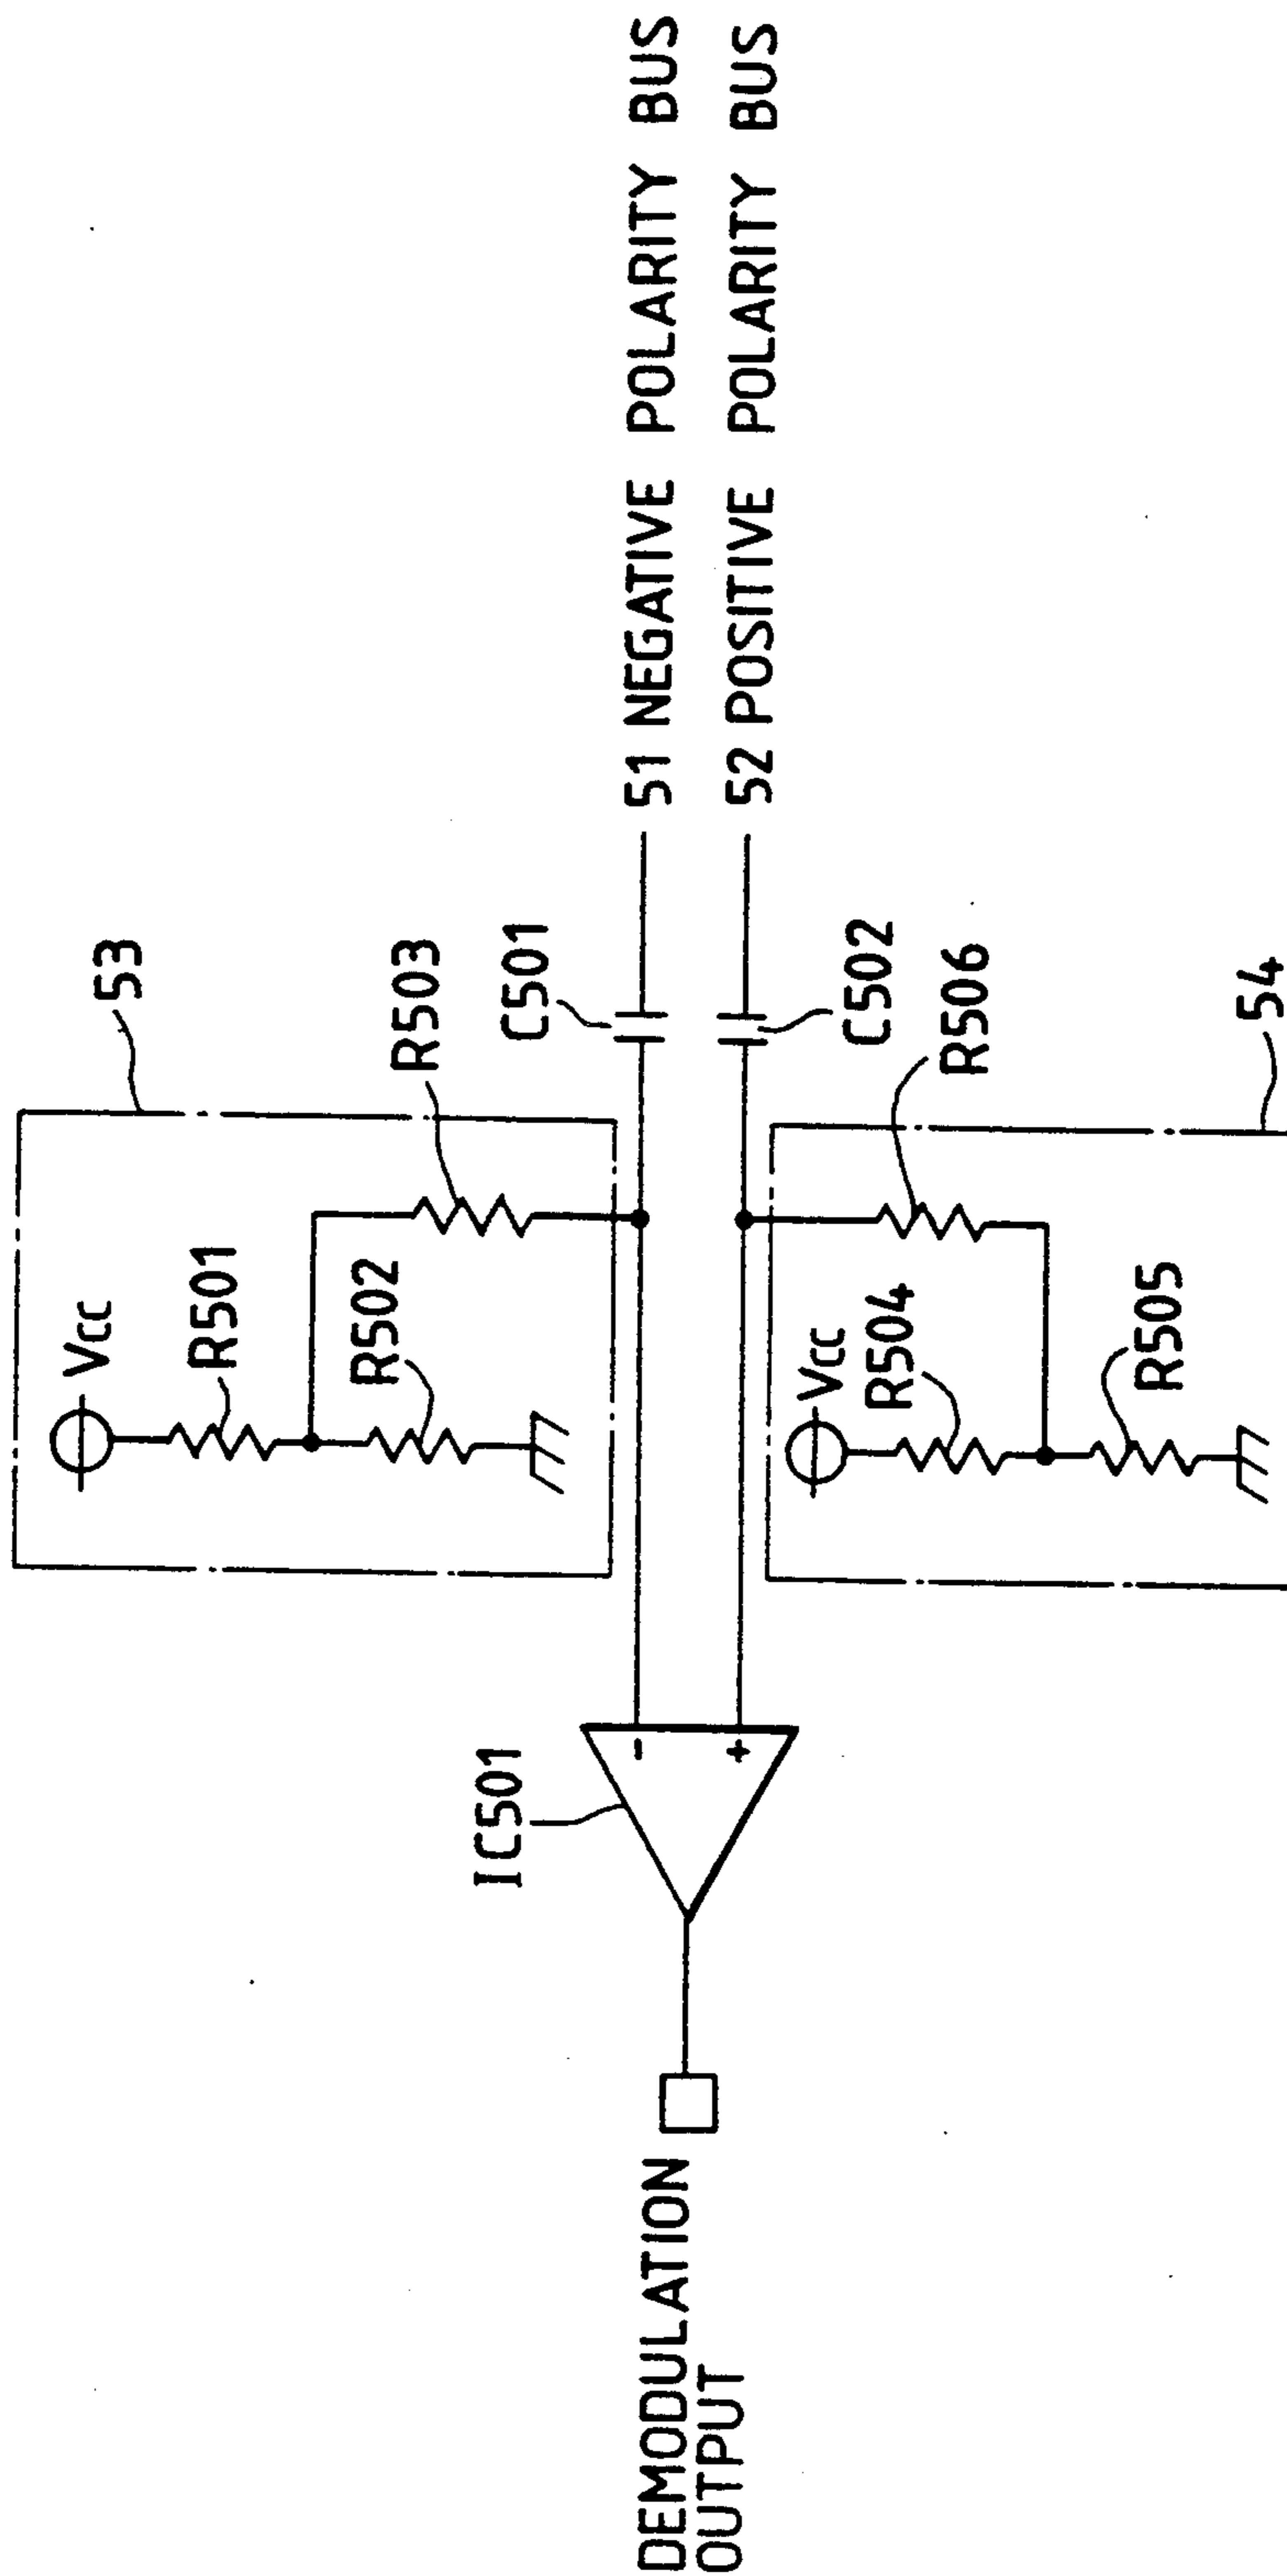 53
Vcc
R501
R502
R503
C501
IC501
51 NEGATIVE POLARITY BUS
52 POSITIVE POLARITY BUS
-
+
DEMODULATION
OUTPUT
C502
R506
Vcc
R504
R505
54